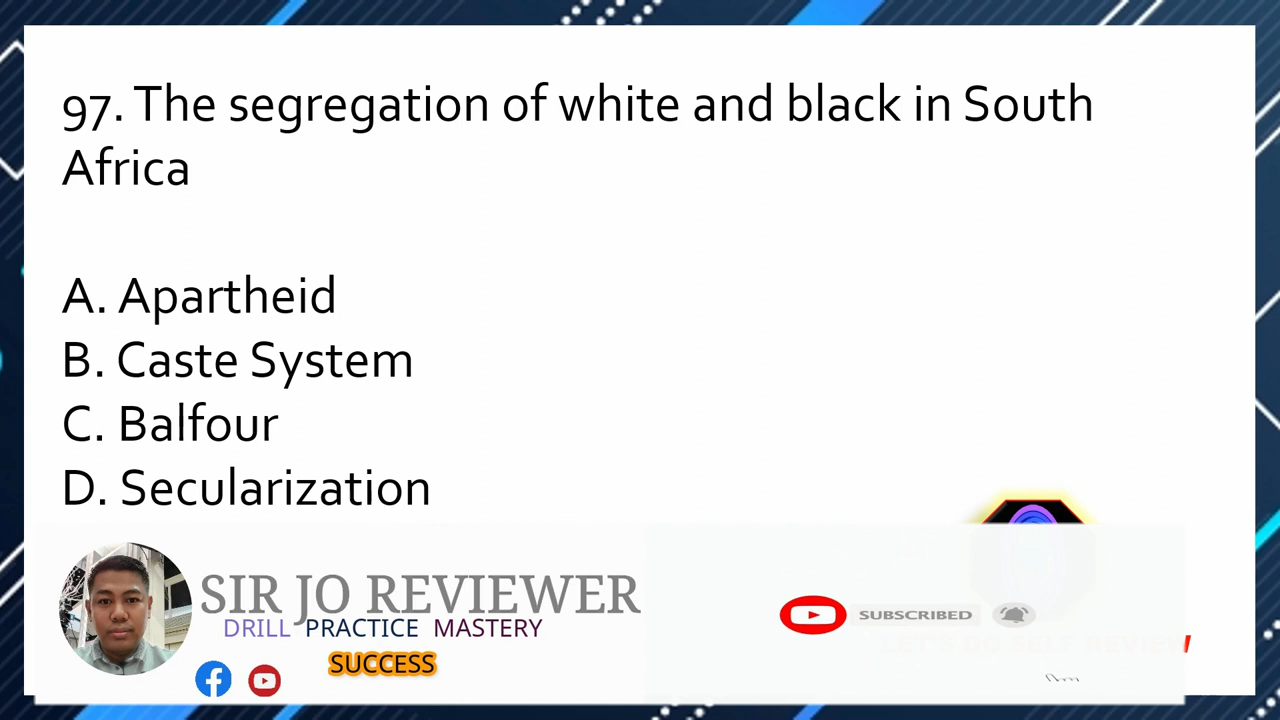 97. The segregation of white and black in South
Africa
A. Apartheid
B. Caste System
C. Balfour
D. Secularization
SIR JO REVIEWER
DRILL PRACTICE MASTERY
SUCCESS
SUBSCRIBED